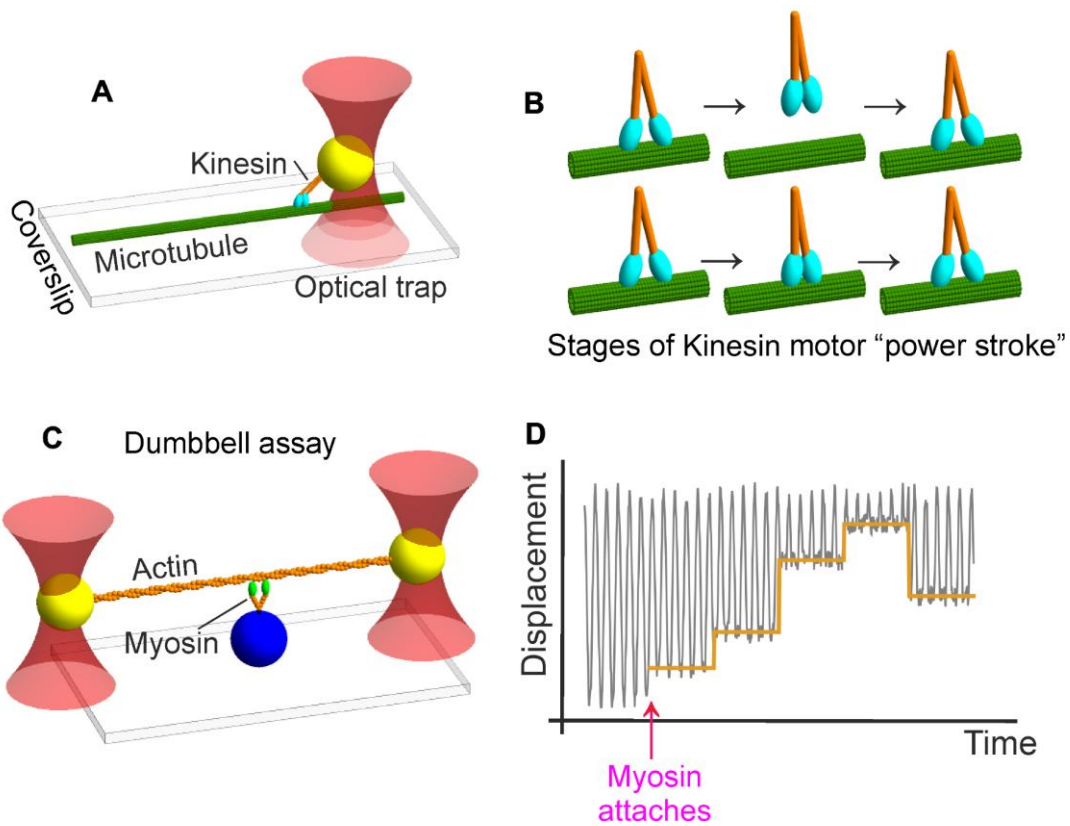 A
Kinesin
Microtubule
Coverslip
Optical trap
B
→ →
→ →
Stages of Kinesin motor “power stroke”
C
Dumbbell assay
Actin
Myosin
D
Displacement
Time
Myosin
attaches